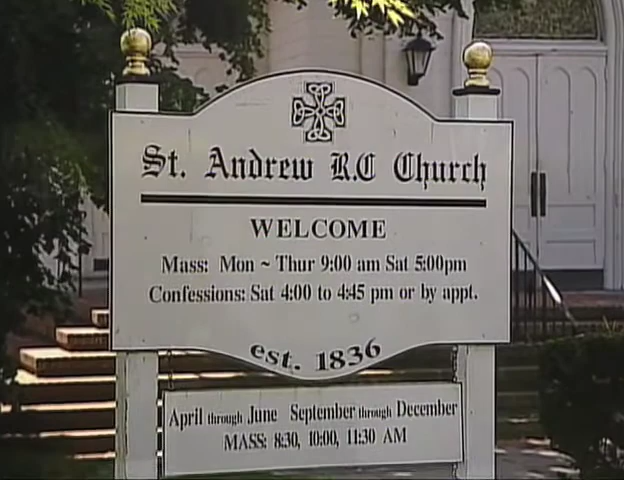 St. Andrew R.C Church
WELCOME
Mass: Mon ~ Thur 9:00 am Sat 5:00pm
Confessions: Sat 4:00 to 4:45 pm or by appt.
est. 1836
April through June September through December
MASS: 8:30, 10:00, 11:30 AM